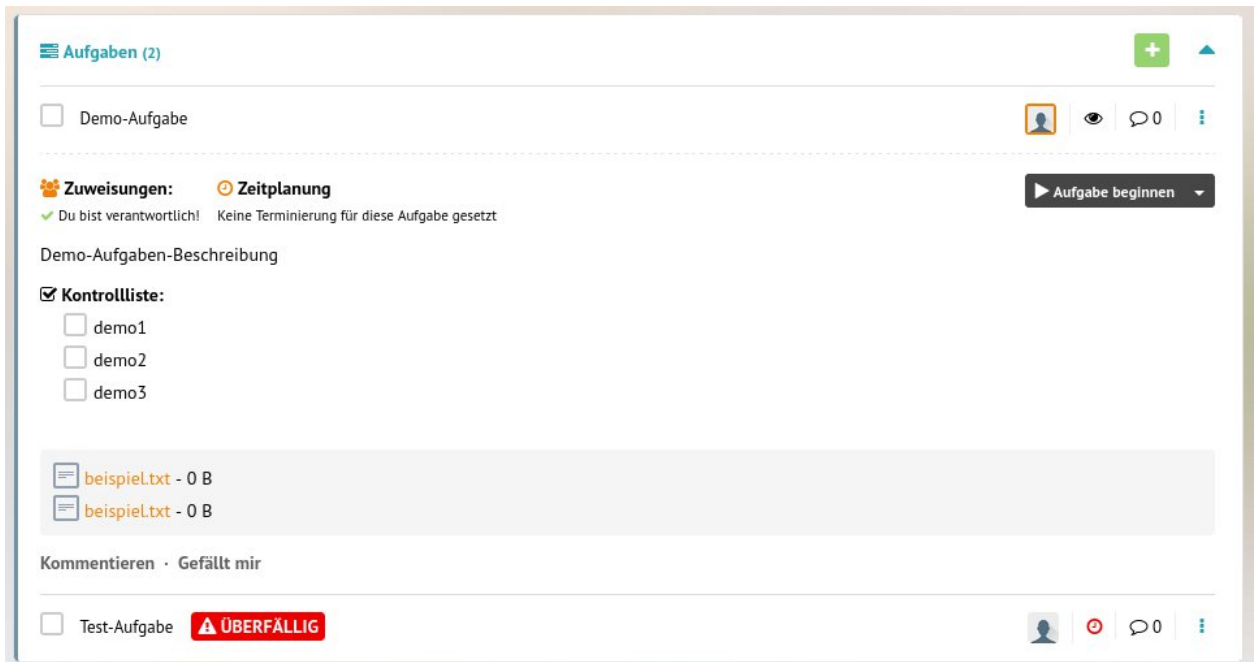 Aufgaben (2)
Demo-Aufgabe 0
Zuweisungen: Zeitplanung Aufgabe beginnen
Du bist verantwortlich! Keine Terminierung für diese Aufgabe gesetzt
Demo-Aufgaben-Beschreibung
Kontrollliste:
demo1
demo2
demo3
beispiel.txt - 0 B
beispiel.txt - 0 B
Kommentieren · Gefällt mir
Test-Aufgabe ÜBERFÄLLIG 0